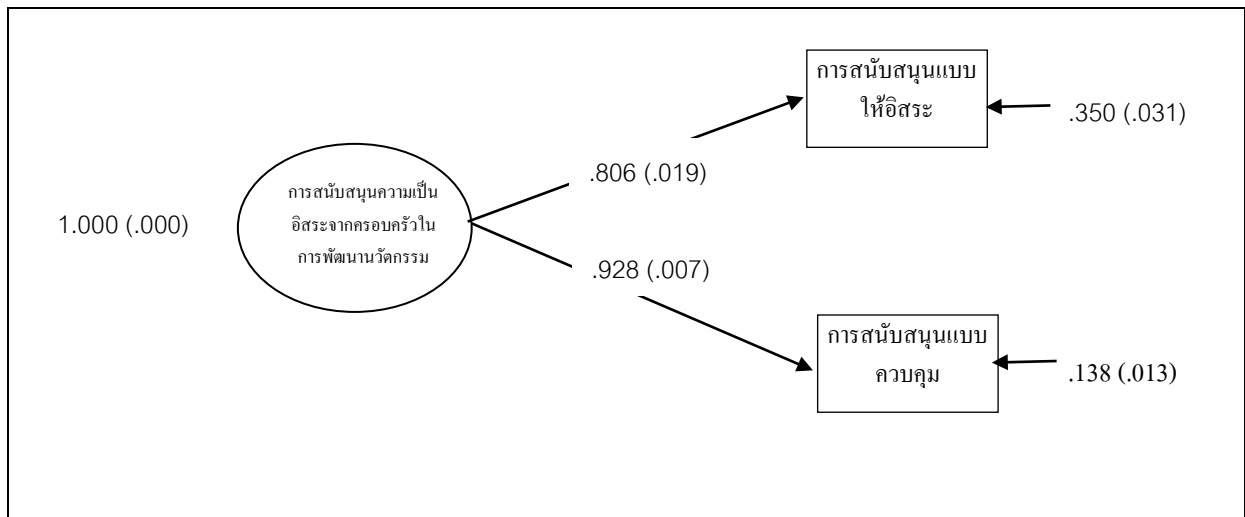 การสนับสนุนแบบ
ให้อิสระ
.350 (.031)
.806 (.019)
การสนับสนุนความเป็น
อิสระจากครอบครัวใน
การพัฒนานวัตกรรม
1.000 (.000)
.928 (.007)
การสนับสนุนแบบ
ควบคุม
.138 (.013)